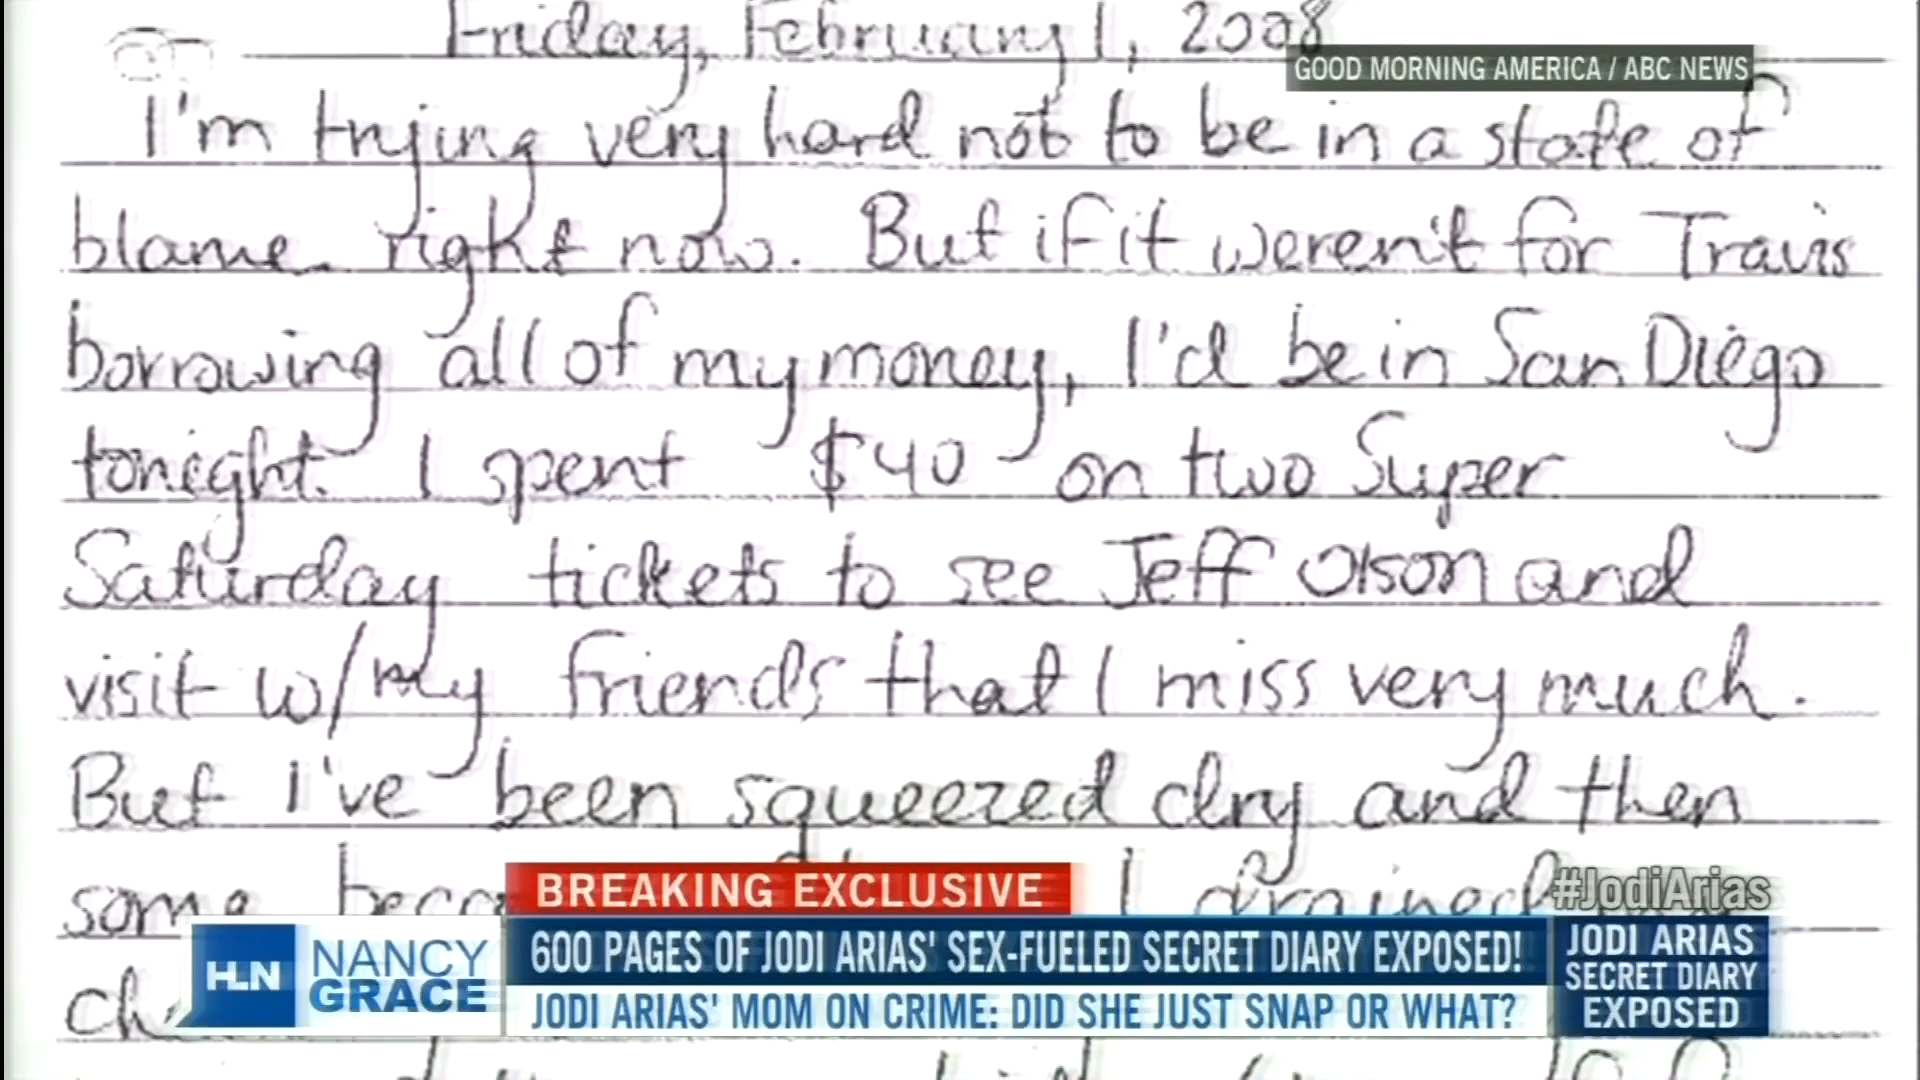 Friday, February 1, 2008
GOOD MORNING AMERICA / ABC NEWS
I'm trying very hard not to be in a state of
blame right now. But if it weren't for Travis
borrowing all of my money, I'd be in San Diego
tonight. I spent $40 on two Super
Saturday tickets to see Jeff Olson and
visit w/my friends that I miss very much.
But I've been squeezed dry and then
some I drained
BREAKING EXCLUSIVE
#JodiArias
HLN NANCY GRACE
600 PAGES OF JODI ARIAS' SEX-FUELED SECRET DIARY EXPOSED!
JODI ARIAS' MOM ON CRIME: DID SHE JUST SNAP OR WHAT?
JODI ARIAS
SECRET DIARY
EXPOSED